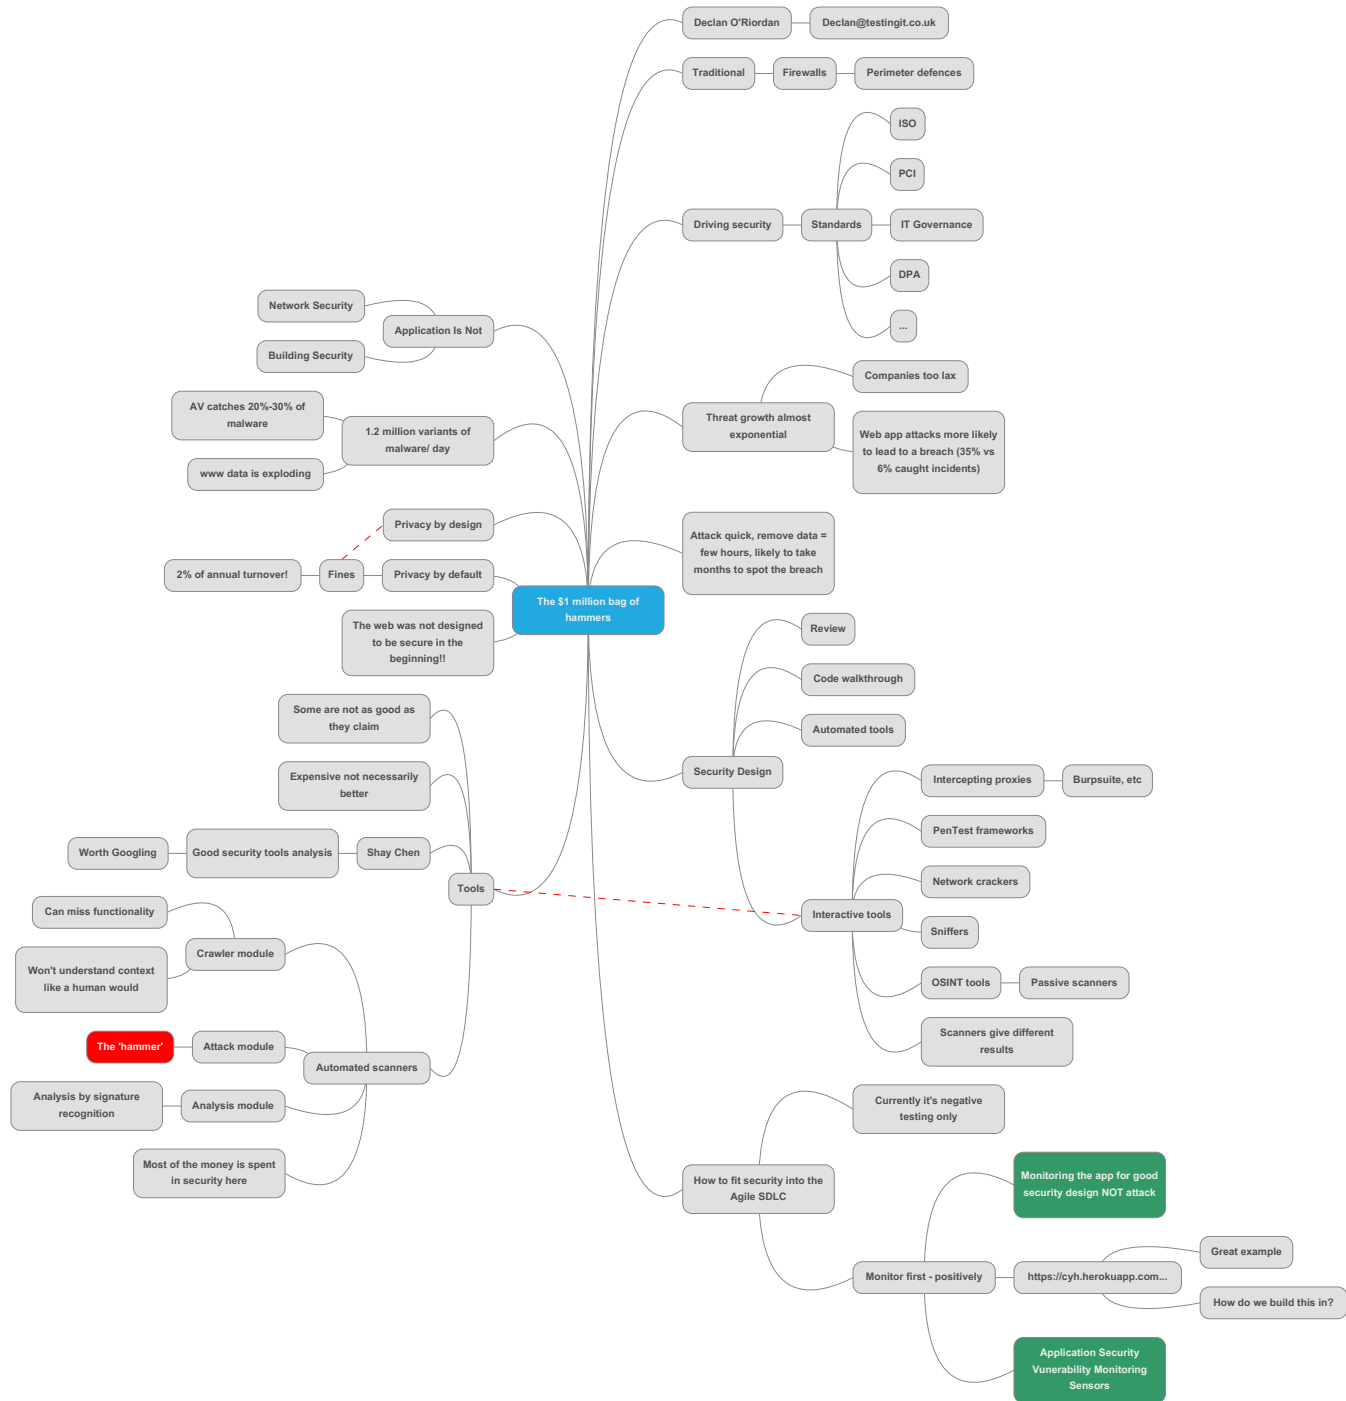 Declan O'Riordan
Declan@testingit.co.uk
Traditional
Firewalls
Perimeter defences
ISO
PCI
Driving security
Standards
IT Governance
DPA
...
Network Security
Application Is Not
Building Security
Companies too lax
Threat growth almost
exponential
Web app attacks more likely
to lead to a breach (35% vs
6% caught incidents)
AV catches 20%-30% of
malware
1.2 million variants of
malware/ day
www data is exploding
Privacy by design
2% of annual turnover!
Fines
Privacy by default
The web was not designed
to be secure in the
beginning!!
Attack quick, remove data =
few hours, likely to take
months to spot the breach
The $1 million bag of
hammers
Review
Code walkthrough
Automated tools
Security Design
Intercepting proxies
Burpsuite, etc
PenTest frameworks
Network crackers
Interactive tools
Sniffers
OSINT tools
Passive scanners
Scanners give different
results
Some are not as good as
they claim
Expensive not necessarily
better
Worth Googling
Good security tools analysis
Shay Chen
Tools
Can miss functionality
Crawler module
Won't understand context
like a human would
The 'hammer'
Attack module
Automated scanners
Analysis by signature
recognition
Analysis module
Most of the money is spent
in security here
Currently it's negative
testing only
How to fit security into the
Agile SDLC
Monitoring the app for good
security design NOT attack
Monitor first - positively
https://cyh.herokuapp.com...
Great example
How do we build this in?
Application Security
Vunerability Monitoring
Sensors